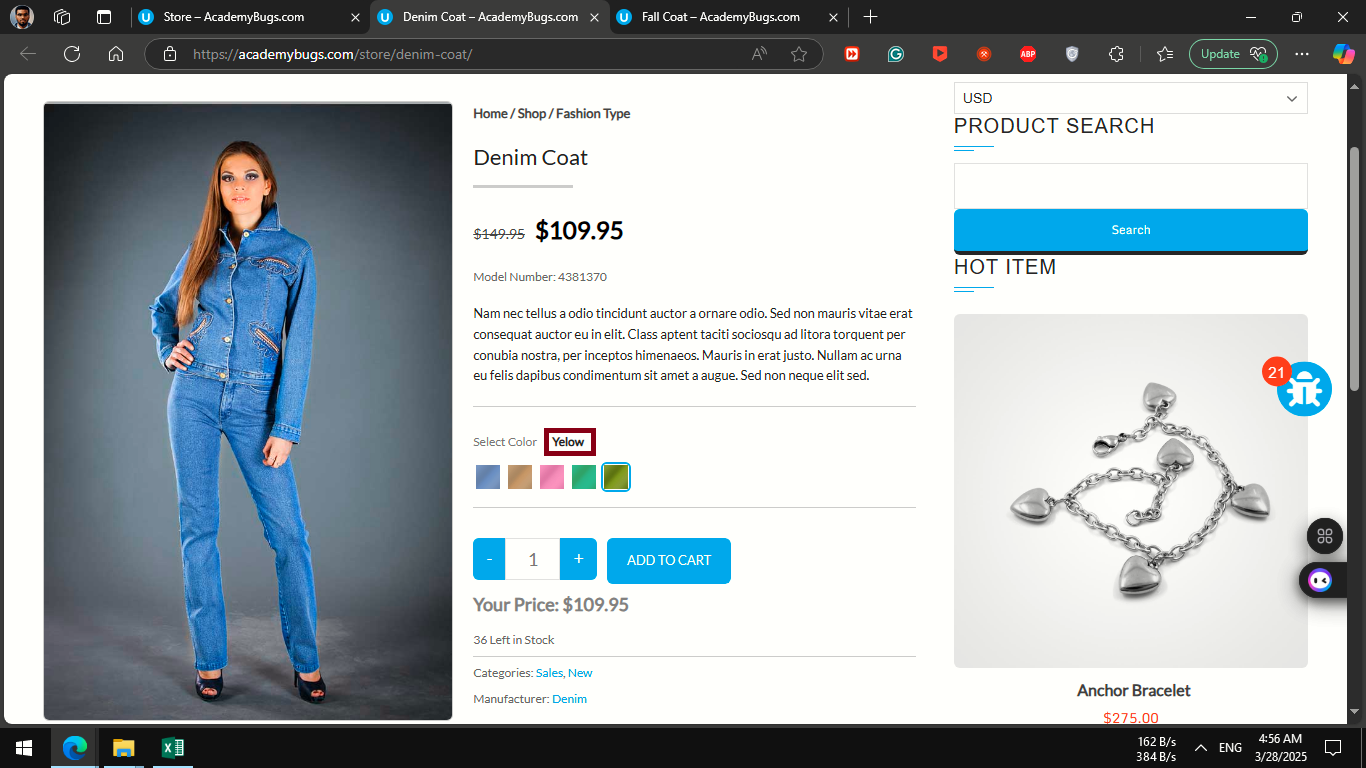 Store – AcademyBugs.com
Denim Coat – AcademyBugs.com
Fall Coat – AcademyBugs.com
https://academybugs.com/store/denim-coat/
ABP
Update
Home / Shop / Fashion Type
Denim Coat
$149.95 $109.95
Model Number: 4381370
Nam nec tellus a odio tincidunt auctor a ornare odio. Sed non mauris vitae erat
consequat auctor eu in elit. Class aptent taciti sociosqu ad litora torquent per
conubia nostra, per inceptos himenaeos. Mauris in erat justo. Nullam ac urna
eu felis dapibus condimentum sit amet a augue. Sed non neque elit sed.
Select Color Yelow
- 1 + ADD TO CART
Your Price: $109.95
36 Left in Stock
Categories: Sales, New
Manufacturer: Denim
USD
PRODUCT SEARCH
Search
HOT ITEM
21
Anchor Bracelet
$275.00
162 B/s
384 B/s
ENG
4:56 AM
3/28/2025